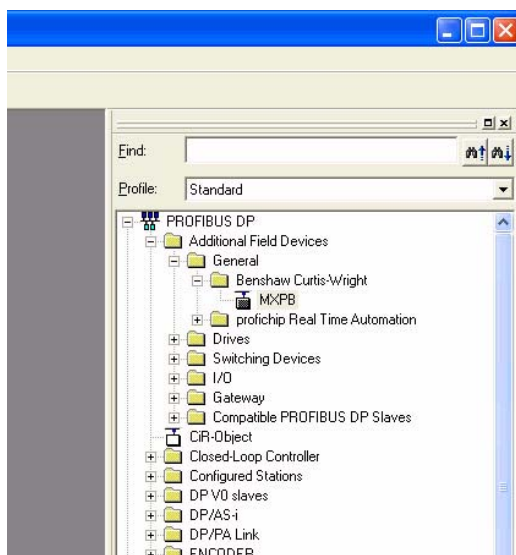 Find:
Profile: Standard
PROFIBUS DP
Additional Field Devices
General
Benshaw Curtis-Wright
MXPB
profichip Real Time Automation
Drives
Switching Devices
I/O
Gateway
Compatible PROFIBUS DP Slaves
CiR-Object
Closed-Loop Controller
Configured Stations
DP V0 slaves
DP/AS-i
DP/PA Link
ENCODER